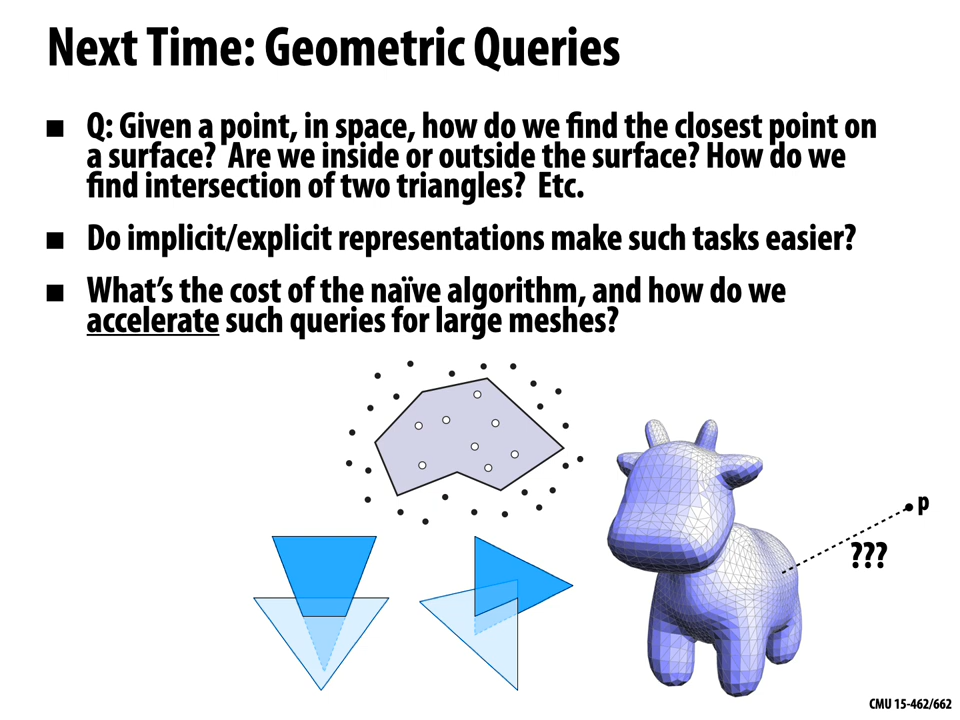 Next Time: Geometric Queries
Q: Given a point, in space, how do we find the closest point on
a surface? Are we inside or outside the surface? How do we
find intersection of two triangles? Etc.
Do implicit/explicit representations make such tasks easier?
What's the cost of the naïve algorithm, and how do we
accelerate such queries for large meshes?
p
???
CMU 15-462/662